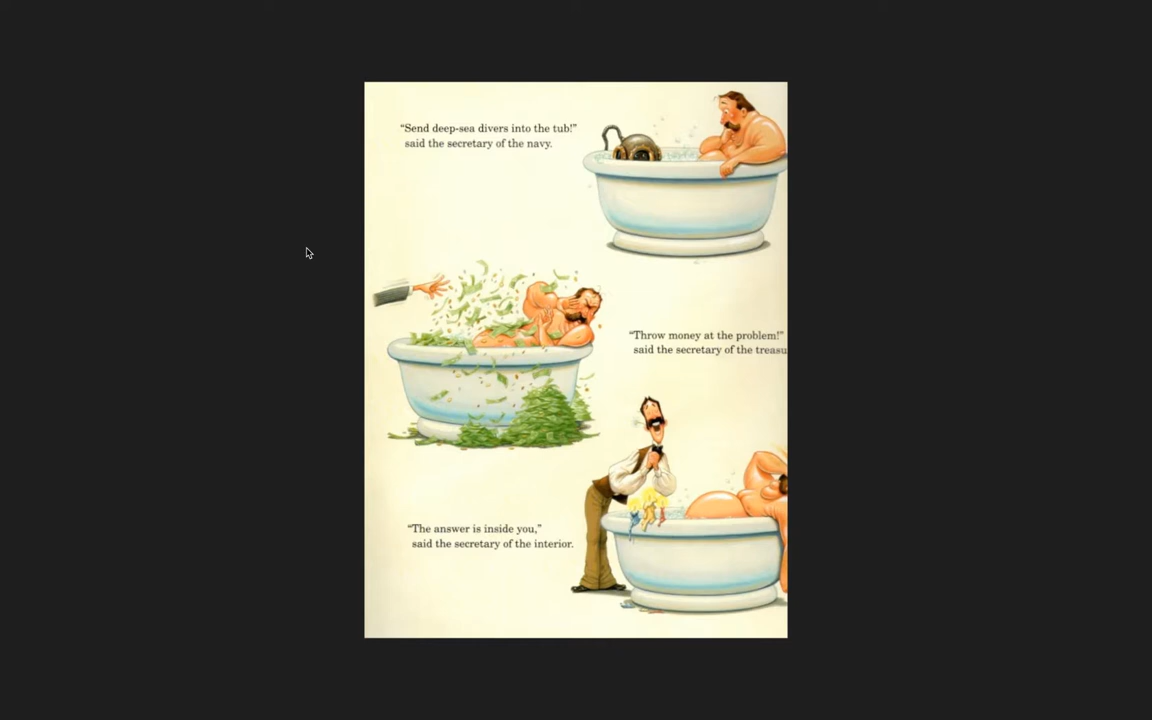 “Send deep-sea divers into the tub!”
said the secretary of the navy.
“Throw money at the problem!”
said the secretary of the treasu
“The answer is inside you,”
said the secretary of the interior.